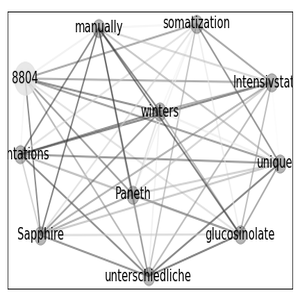 manually
somatization
8804
Intensivstat
winters
ntations
unique
Paneth
Sapphire
glucosinolate
unterschiedliche